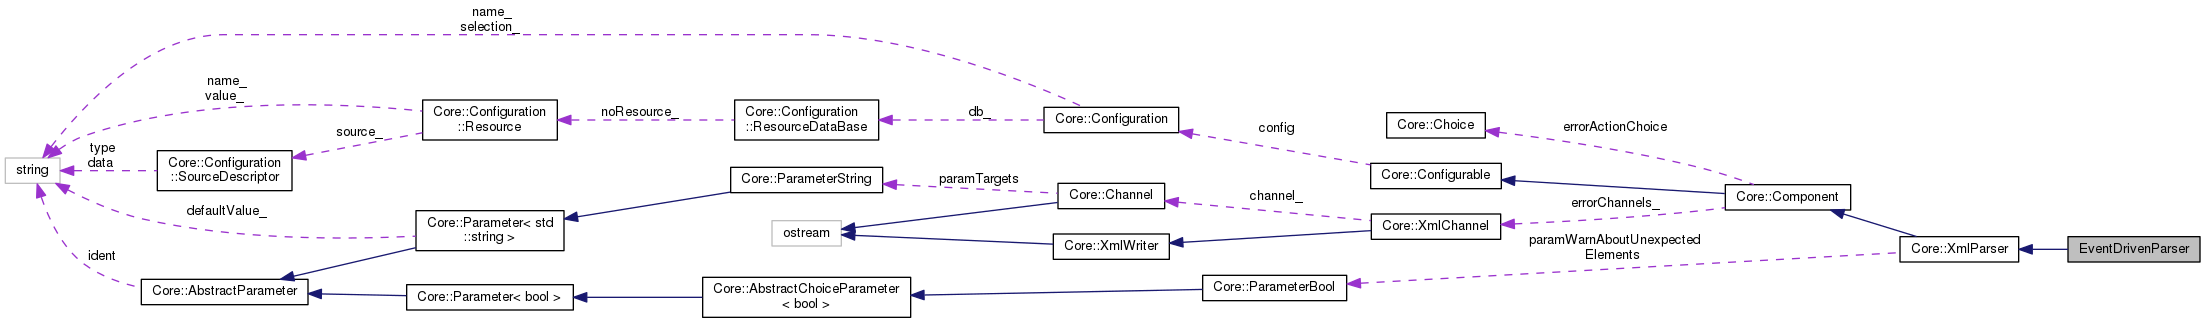 name_
selection_
name_
value_
Core::Configuration
::Resource
noResource_
Core::Configuration
::ResourceDataBase
db_
Core::Configuration
config
Core::Choice
errorActionChoice
source_
type
data
string
Core::Configuration
::SourceDescriptor
Core::ParameterString
paramTargets
Core::Channel
channel_
Core::Configurable
errorChannels_
Core::Component
defaultValue_
Core::Parameter< std
::string >
ostream
Core::XmlWriter
Core::XmlChannel
paramWarnAboutUnexpected
Elements
Core::XmlParser
EventDrivenParser
ident
Core::AbstractParameter
Core::Parameter< bool >
Core::AbstractChoiceParameter
< bool >
Core::ParameterBool